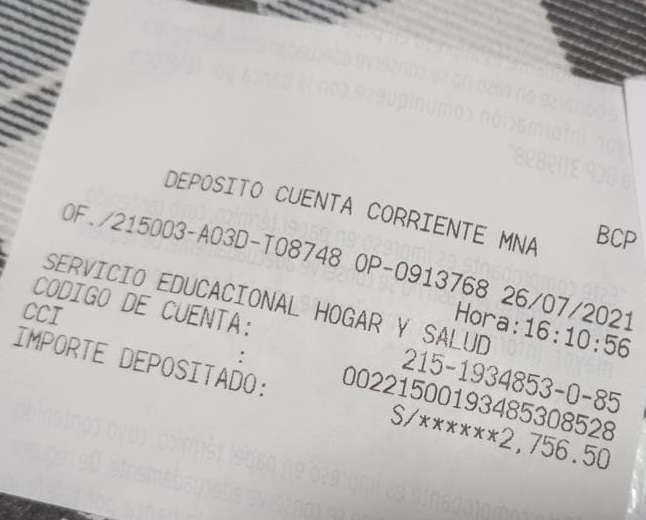 DEPOSITO CUENTA CORRIENTE MNA BCP
OF./215003-A03D-T08748 OP-0913768 26/07/2021
Hora:16:10:56
SERVICIO EDUCACIONAL HOGAR Y SALUD
CODIGO DE CUENTA: 215-1934853-0-85
CCI : 00221500193485308528
IMPORTE DEPOSITADO: S/******2,756.50